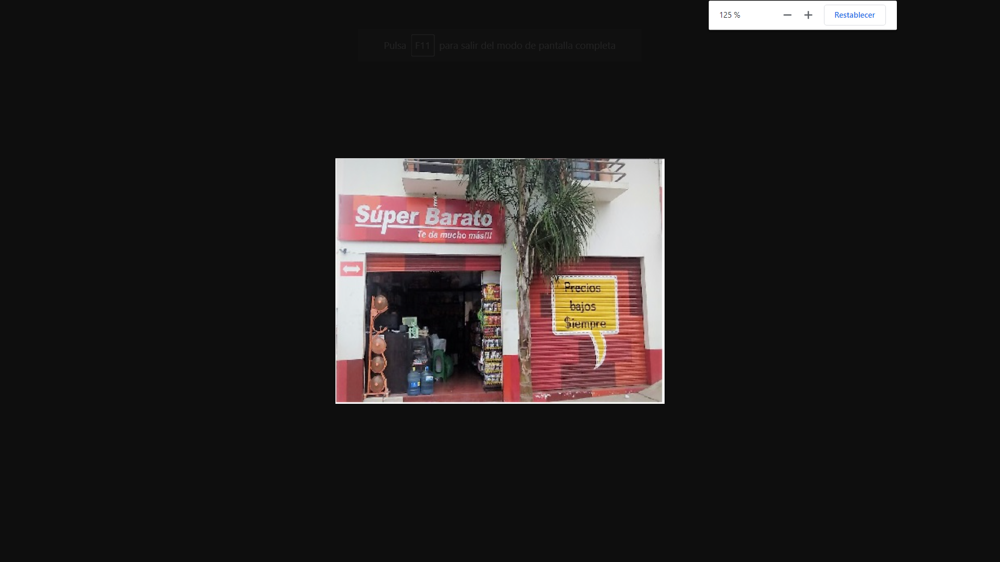 125 %
Restablecer
Pulsa F11 para salir del modo de pantalla completa
Súper Barato
Te da mucho más!!!
Precios
bajos
$iempre